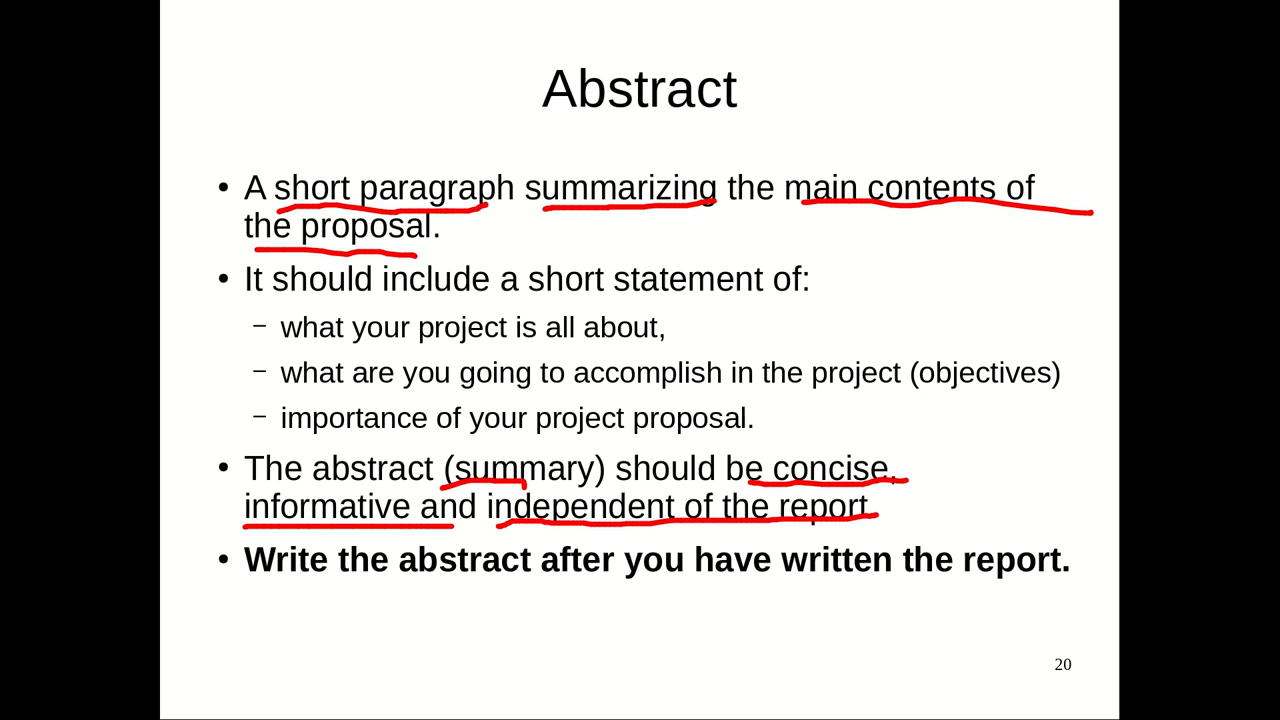 Abstract
• A short paragraph summarizing the main contents of
the proposal.
• It should include a short statement of:
– what your project is all about,
– what are you going to accomplish in the project (objectives)
– importance of your project proposal.
• The abstract (summary) should be concise,
informative and independent of the report.
• Write the abstract after you have written the report.
20